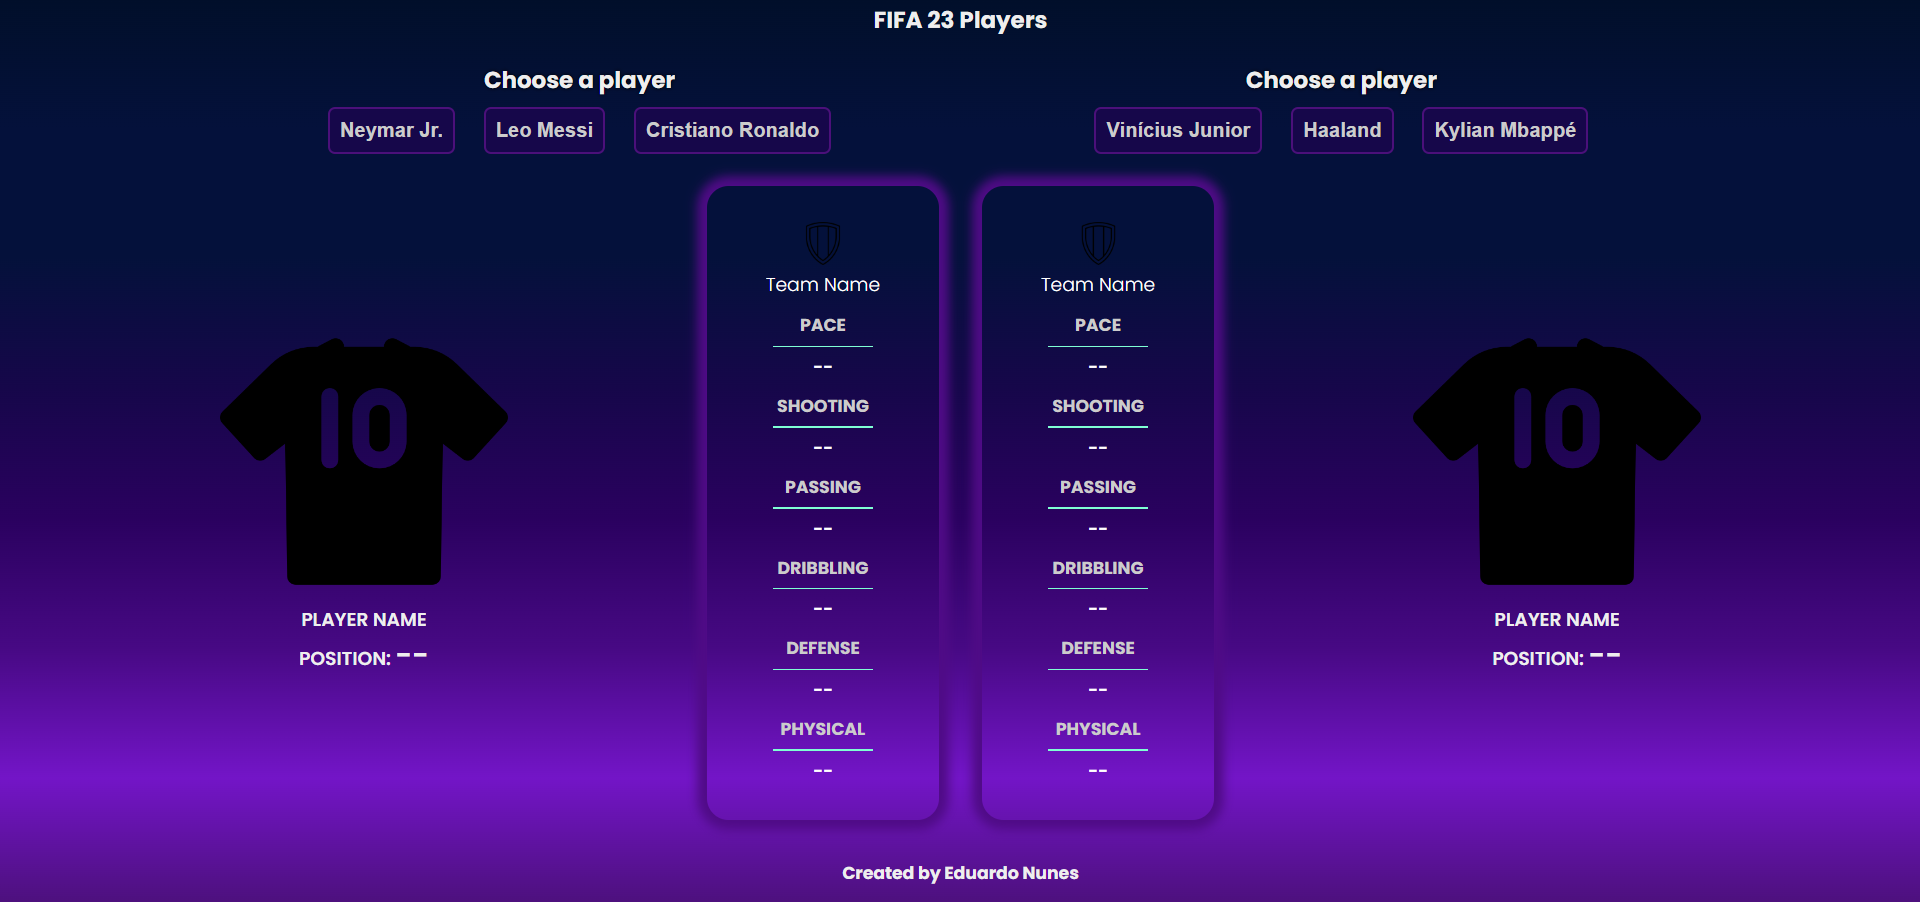 FIFA 23 Players
Choose a player
Neymar Jr. Leo Messi Cristiano Ronaldo
Choose a player
Vinícius Junior Haaland Kylian Mbappé
10
PLAYER NAME
POSITION: --
Team Name
PACE
--
SHOOTING
--
PASSING
--
DRIBBLING
--
DEFENSE
--
PHYSICAL
--
Team Name
PACE
--
SHOOTING
--
PASSING
--
DRIBBLING
--
DEFENSE
--
PHYSICAL
--
10
PLAYER NAME
POSITION: --
Created by Eduardo Nunes